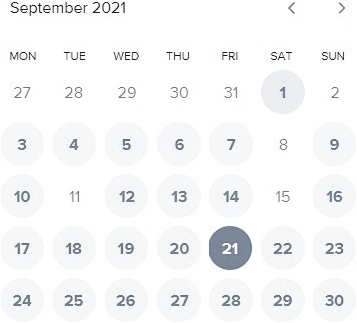 September 2021
MON TUE WED THU FRI SAT SUN
27 28 29 30 31 1 2
3 4 5 6 7 8 9
10 11 12 13 14 15 16
17 18 19 20 21 22 23
24 25 26 27 28 29 30